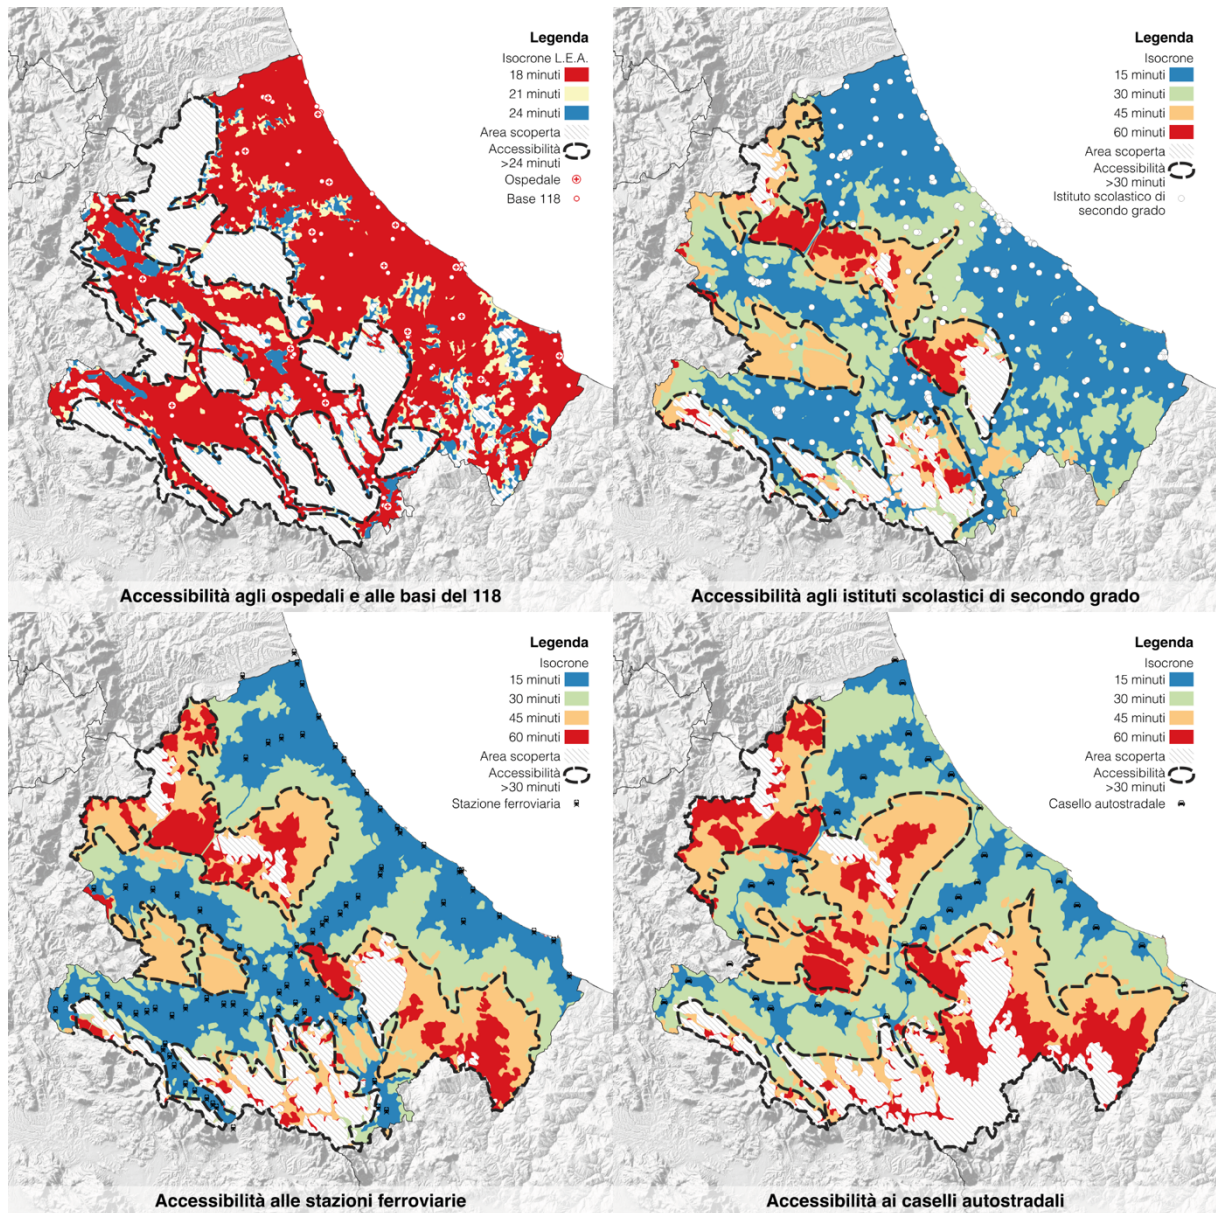 Legenda
Isocrone L.E.A.
18 minuti
21 minuti
24 minuti
Area scoperta
Accessibilità
>24 minuti
Ospedale
Base 118
Accessibilità agli ospedali e alle basi del 118
Legenda
Isocrone
15 minuti
30 minuti
45 minuti
60 minuti
Area scoperta
Accessibilità
>30 minuti
Istituto scolastico di
secondo grado
Accessibilità agli istituti scolastici di secondo grado
Legenda
Isocrone
15 minuti
30 minuti
45 minuti
60 minuti
Area scoperta
Accessibilità
>30 minuti
Stazione ferroviaria
Accessibilità alle stazioni ferroviarie
Legenda
Isocrone
15 minuti
30 minuti
45 minuti
60 minuti
Area scoperta
Accessibilità
>30 minuti
Casello autostradale
Accessibilità ai caselli autostradali